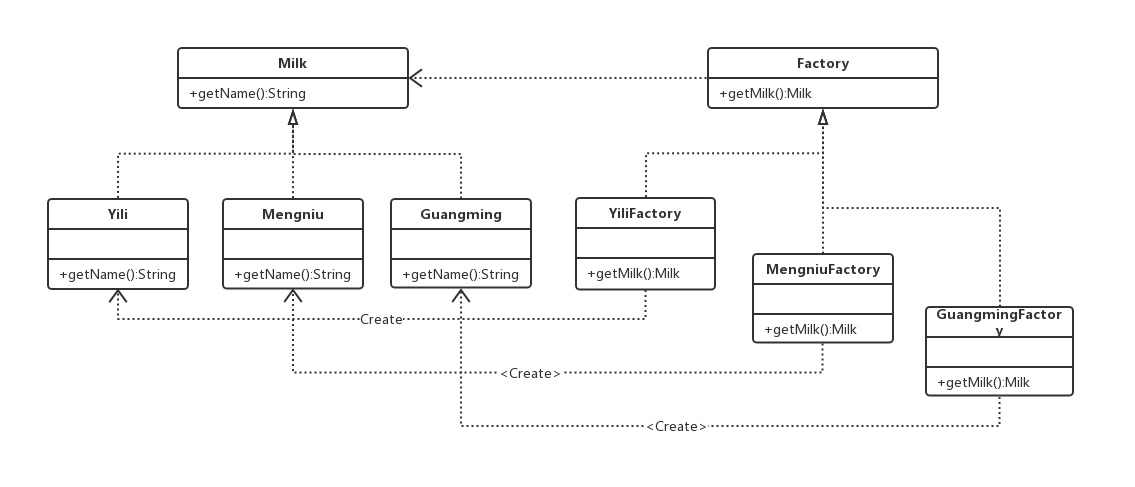 Milk
+getName():String
Factory
+getMilk():Milk
Yili
+getName():String
Mengniu
+getName():String
Guangming
+getName():String
YiliFactory
+getMilk():Milk
MengniuFactory
+getMilk():Milk
GuangmingFactor
y
+getMilk():Milk
Create
<Create>
<Create>